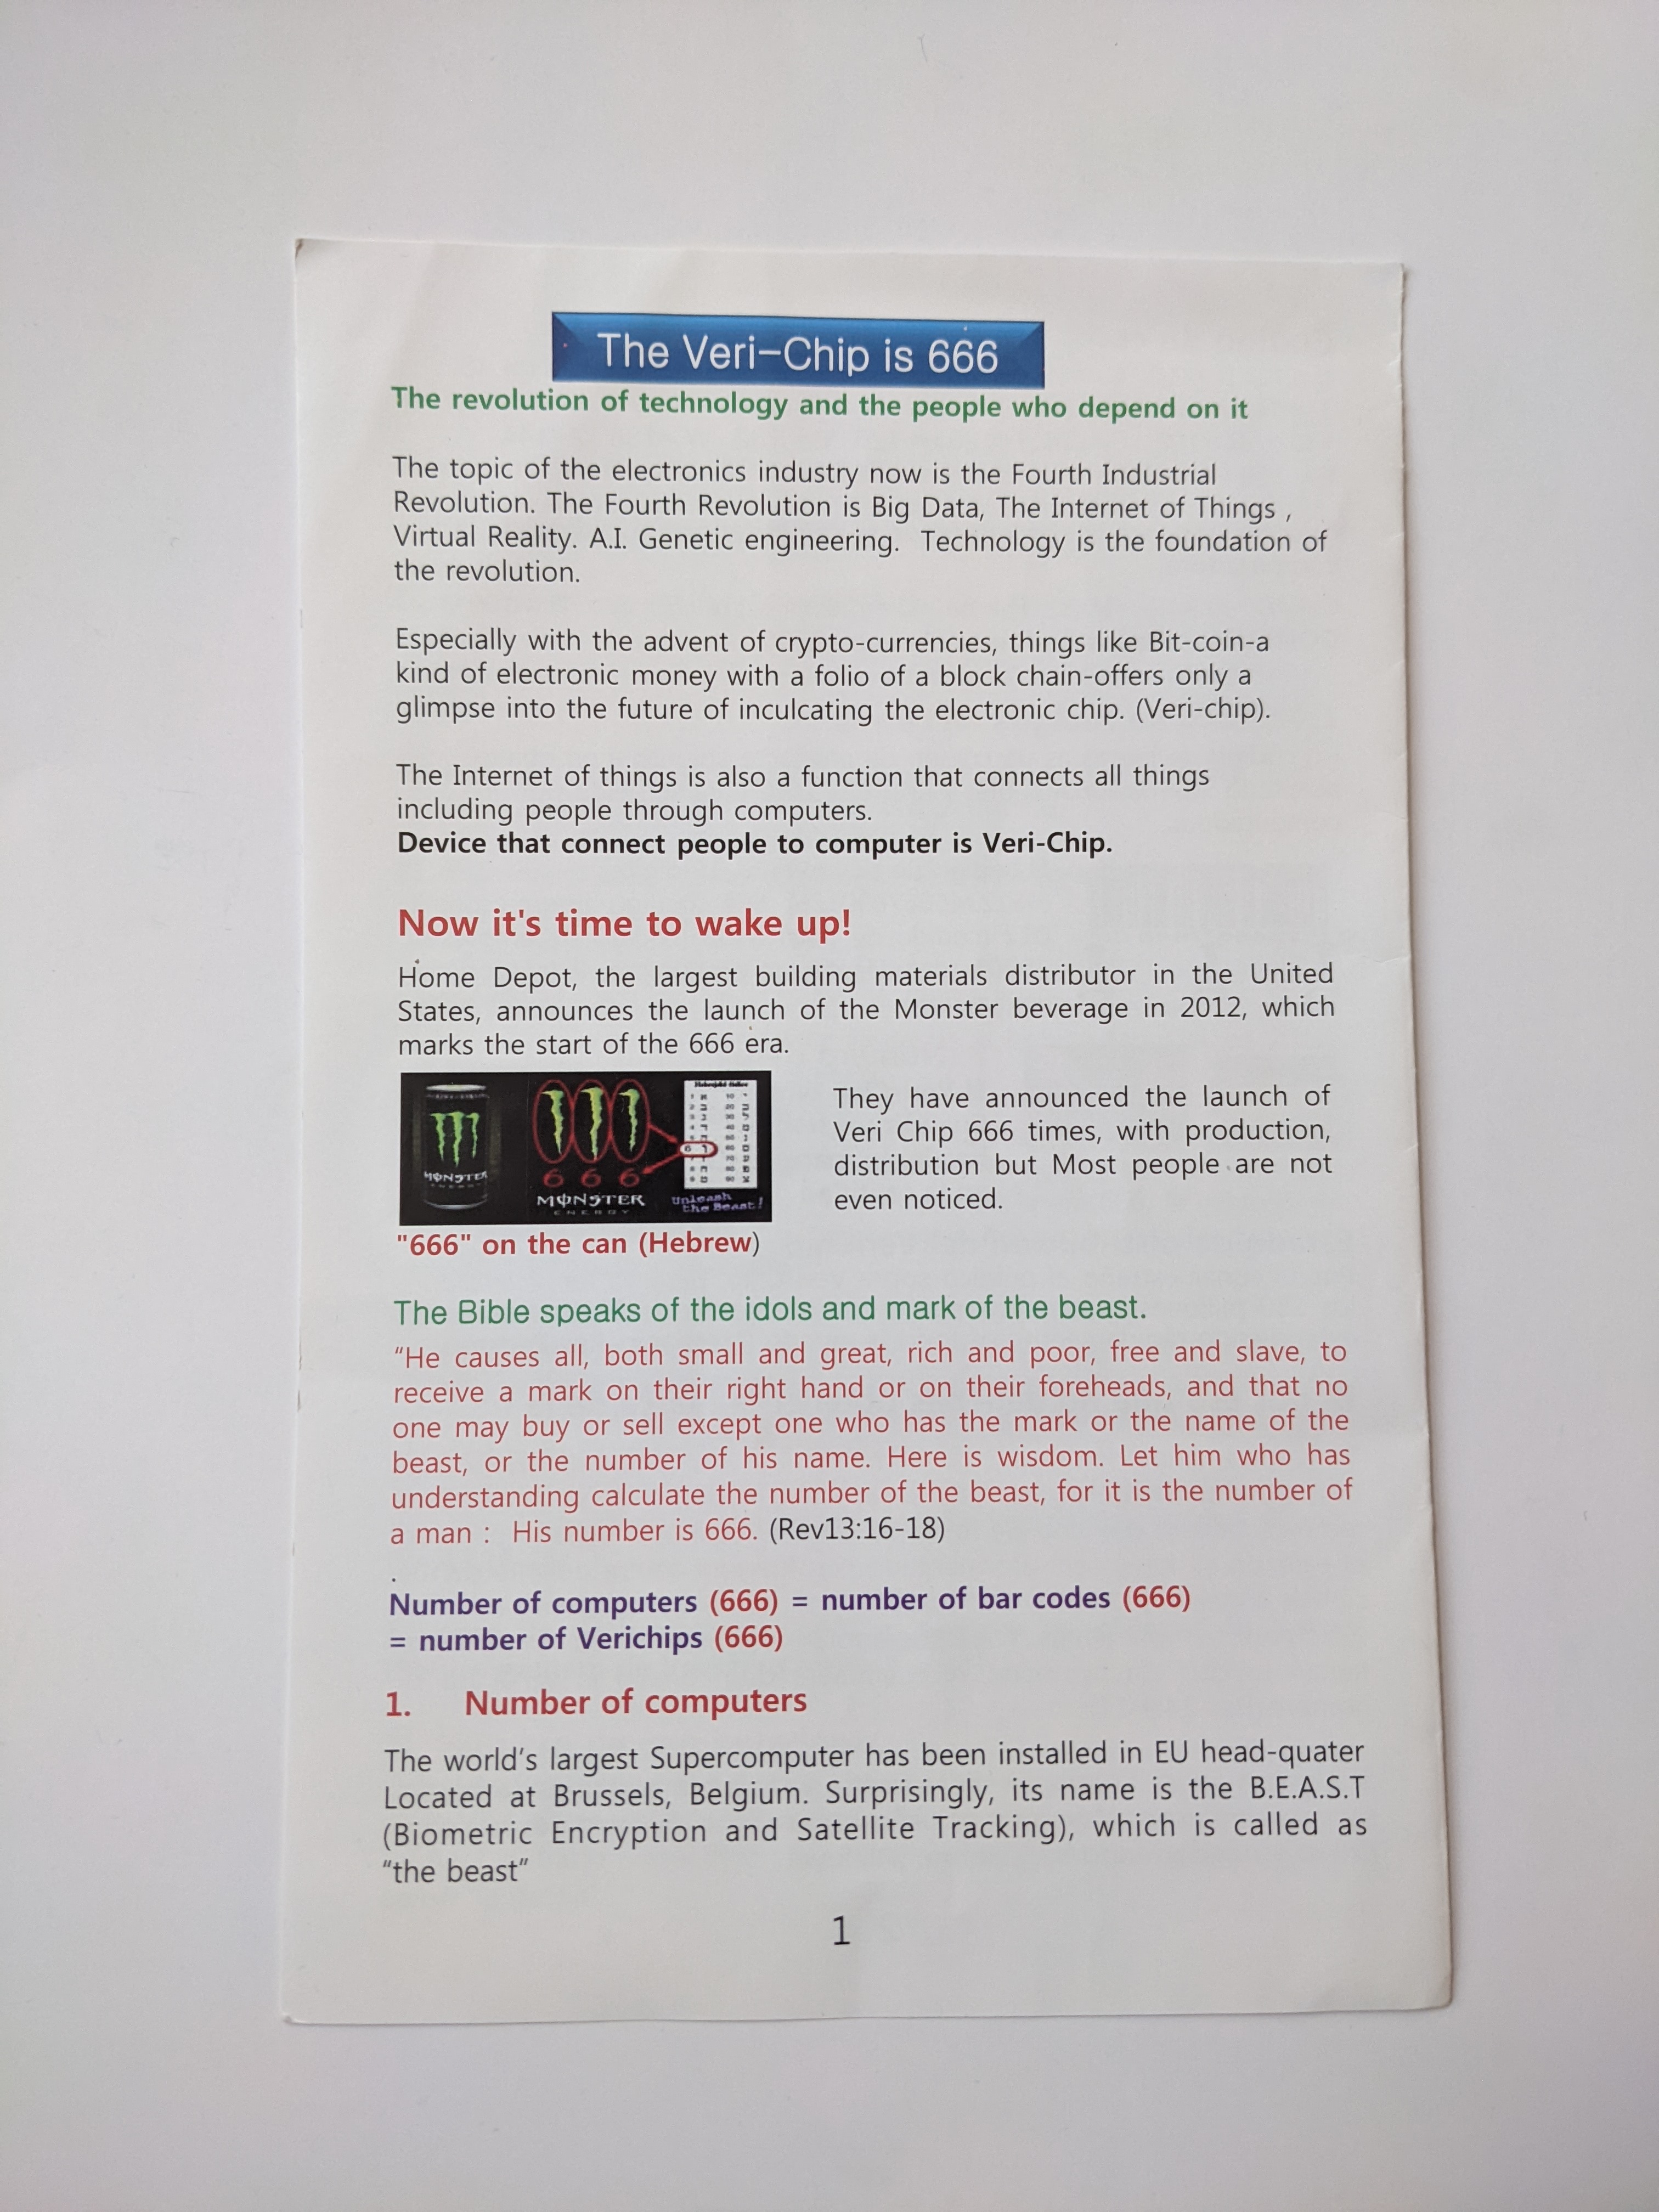 The Veri-Chip is 666
The revolution of technology and the people who depend on it
The topic of the electronics industry now is the Fourth Industrial
Revolution. The Fourth Revolution is Big Data, The Internet of Things ,
Virtual Reality. A.I. Genetic engineering. Technology is the foundation of
the revolution.
Especially with the advent of crypto-currencies, things like Bit-coin-a
kind of electronic money with a folio of a block chain-offers only a
glimpse into the future of inculcating the electronic chip. (Veri-chip).
The Internet of things is also a function that connects all things
including people through computers.
Device that connect people to computer is Veri-Chip.
Now it's time to wake up!
Home Depot, the largest building materials distributor in the United
States, announces the launch of the Monster beverage in 2012, which
marks the start of the 666 era.
MONSTER
6 6 6
MONSTER
ENERGY
Unleash
the Beast!
"666" on the can (Hebrew)
They have announced the launch of
Veri Chip 666 times, with production,
distribution but Most people are not
even noticed.
The Bible speaks of the idols and mark of the beast.
“He causes all, both small and great, rich and poor, free and slave, to
receive a mark on their right hand or on their foreheads, and that no
one may buy or sell except one who has the mark or the name of the
beast, or the number of his name. Here is wisdom. Let him who has
understanding calculate the number of the beast, for it is the number of
a man : His number is 666. (Rev13:16-18)
.
Number of computers (666) = number of bar codes (666)
= number of Verichips (666)
1. Number of computers
The world's largest Supercomputer has been installed in EU head-quater
Located at Brussels, Belgium. Surprisingly, its name is the B.E.A.S.T
(Biometric Encryption and Satellite Tracking), which is called as
“the beast”
1